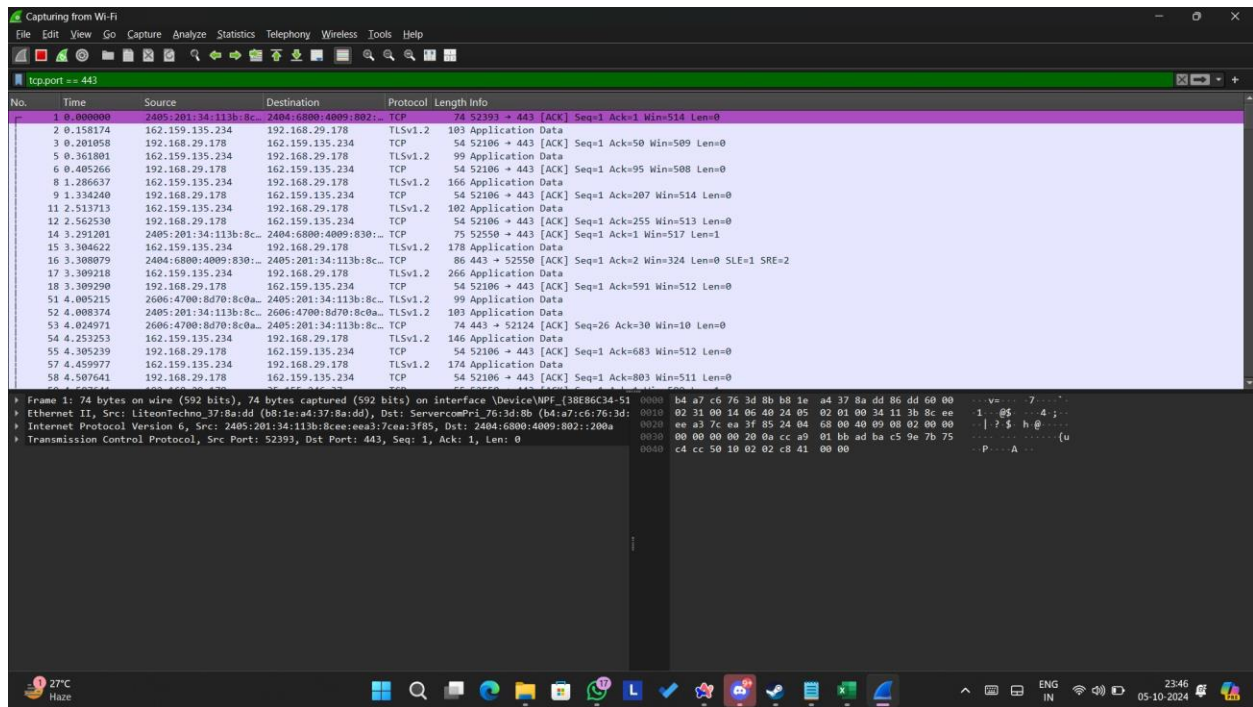 Capturing from Wi-Fi
File Edit View Go Capture Analyze Statistics Telephony Wireless Tools Help
tcp.port == 443
No. Time Source Destination Protocol Length Info
1 0.000000 2405:201:34:113b:8c… 2404:6800:4009:802:… TCP 74 52393 → 443 [ACK] Seq=1 Ack=1 Win=514 Len=0
2 0.158174 162.159.135.234 192.168.29.178 TLSv1.2 103 Application Data
3 0.201058 192.168.29.178 162.159.135.234 TCP 54 52106 → 443 [ACK] Seq=1 Ack=50 Win=509 Len=0
5 0.361801 162.159.135.234 192.168.29.178 TLSv1.2 99 Application Data
6 0.405266 192.168.29.178 162.159.135.234 TCP 54 52106 → 443 [ACK] Seq=1 Ack=95 Win=508 Len=0
8 1.286637 162.159.135.234 192.168.29.178 TLSv1.2 166 Application Data
9 1.334240 192.168.29.178 162.159.135.234 TCP 54 52106 → 443 [ACK] Seq=1 Ack=207 Win=514 Len=0
11 2.513713 162.159.135.234 192.168.29.178 TLSv1.2 102 Application Data
12 2.562530 192.168.29.178 162.159.135.234 TCP 54 52106 → 443 [ACK] Seq=1 Ack=255 Win=513 Len=0
14 3.291201 2405:201:34:113b:8c… 2404:6800:4009:830:… TCP 75 52550 → 443 [ACK] Seq=1 Ack=1 Win=517 Len=1
15 3.304622 162.159.135.234 192.168.29.178 TLSv1.2 178 Application Data
16 3.308079 2404:6800:4009:830:… 2405:201:34:113b:8c… TCP 86 443 → 52550 [ACK] Seq=1 Ack=2 Win=324 Len=0 SLE=1 SRE=2
17 3.309218 162.159.135.234 192.168.29.178 TLSv1.2 266 Application Data
18 3.309290 192.168.29.178 162.159.135.234 TCP 54 52106 → 443 [ACK] Seq=1 Ack=591 Win=512 Len=0
51 4.005215 2606:4700:8d70:8c0a… 2405:201:34:113b:8c… TLSv1.2 99 Application Data
52 4.008374 2405:201:34:113b:8c… 2606:4700:8d70:8c0a… TLSv1.2 103 Application Data
53 4.024971 2606:4700:8d70:8c0a… 2405:201:34:113b:8c… TCP 74 443 → 52124 [ACK] Seq=26 Ack=30 Win=10 Len=0
54 4.253253 162.159.135.234 192.168.29.178 TLSv1.2 146 Application Data
55 4.305239 192.168.29.178 162.159.135.234 TCP 54 52106 → 443 [ACK] Seq=1 Ack=683 Win=512 Len=0
57 4.459977 162.159.135.234 192.168.29.178 TLSv1.2 174 Application Data
58 4.507641 192.168.29.178 162.159.135.234 TCP 54 52106 → 443 [ACK] Seq=1 Ack=803 Win=511 Len=0
Frame 1: 74 bytes on wire (592 bits), 74 bytes captured (592 bits) on interface \Device\NPF_{38E86C34-51
Ethernet II, Src: LiteonTechno_37:8a:dd (b8:1e:a4:37:8a:dd), Dst: ServercomPri_76:3d:8b (b4:a7:c6:76:3d:
Internet Protocol Version 6, Src: 2405:201:34:113b:8cee:eea3:7cea:3f85, Dst: 2404:6800:4009:802::200a
Transmission Control Protocol, Src Port: 52393, Dst Port: 443, Seq: 1, Ack: 1, Len: 0
0000 b4 a7 c6 76 3d 8b b8 1e a4 37 8a dd 86 dd 60 00 ···v=··· ·7····`·
0010 02 31 00 14 06 40 24 05 02 01 00 34 11 3b 8c ee ·1···@$· ···4·;··
0020 ee a3 7c ea 3f 85 24 04 68 00 40 09 08 02 00 00 ··|·?·$· h·@·····
0030 00 00 00 00 20 0a cc a9 01 bb ad ba c5 9e 7b 75 ···· ··· ······{u
0040 c4 cc 50 10 02 02 c8 41 00 00 ··P····A ··
1
27°C
Haze
17
L
9+
ENG
IN
23:46
05-10-2024